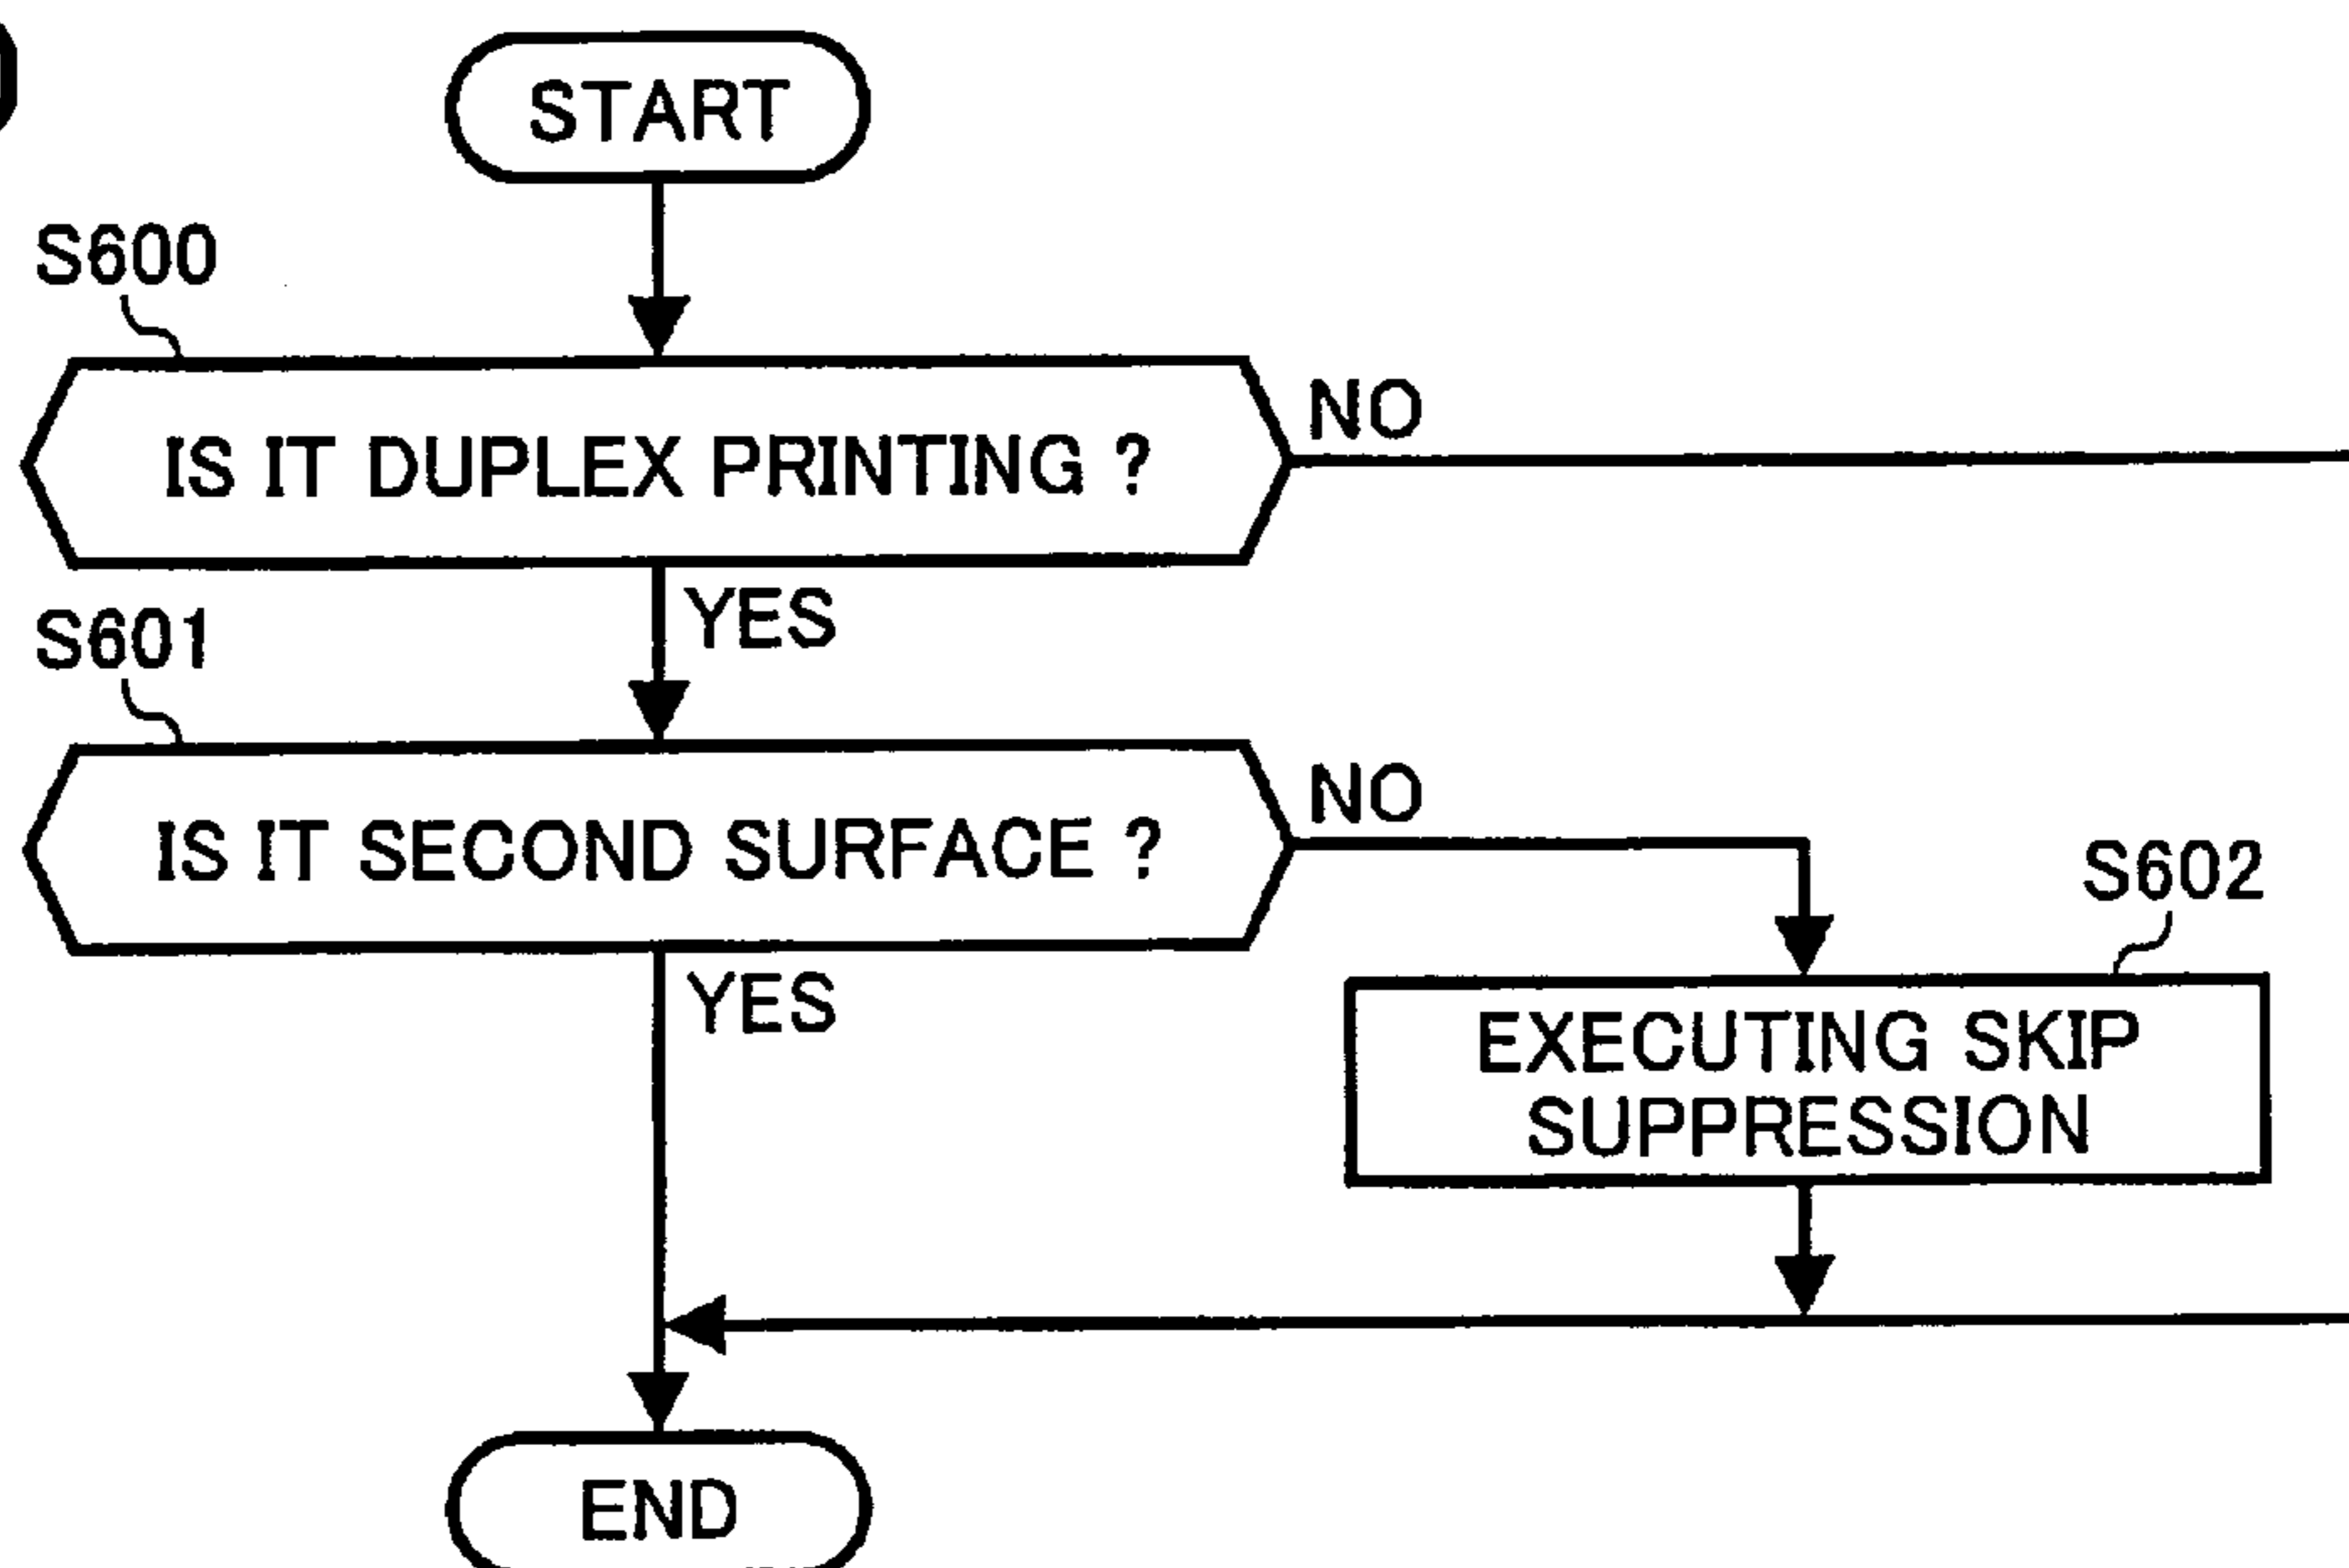 START
S600
IS IT DUPLEX PRINTING ?
NO
YES
S601
IS IT SECOND SURFACE ?
NO
YES
S602
EXECUTING SKIP
SUPPRESSION
END